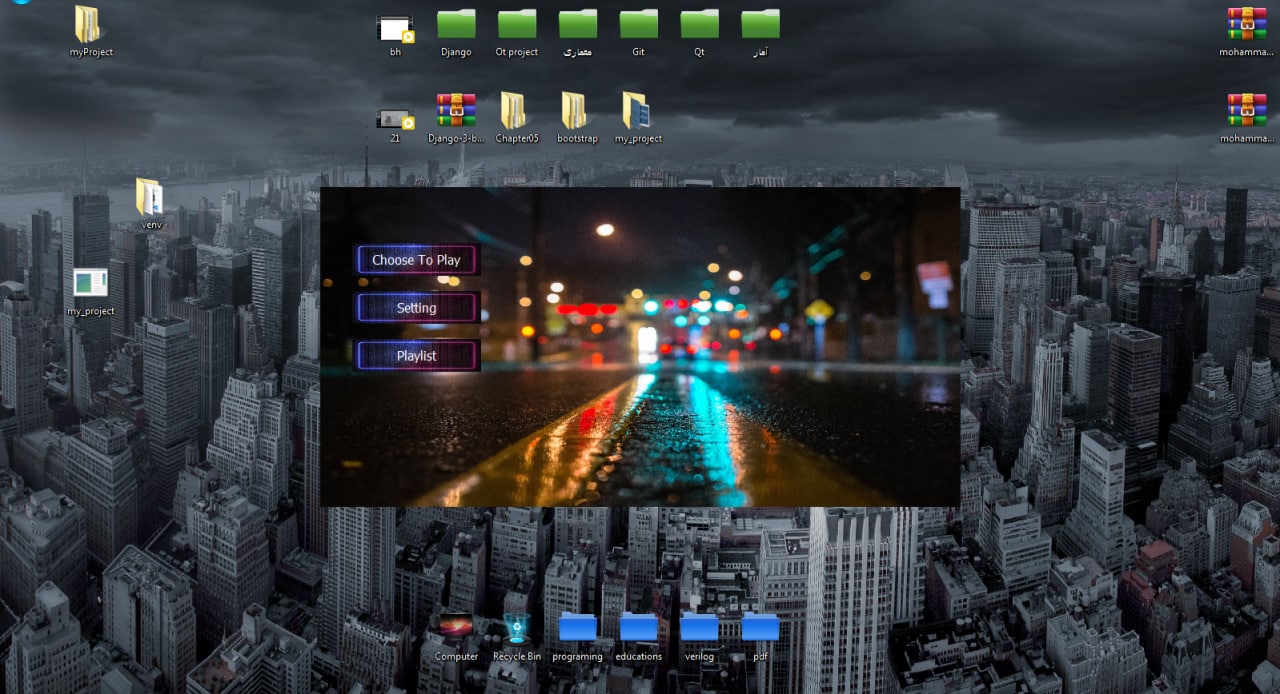 myProject
bh
Django
Qt project
معماری
Git
Qt
آمار
mohamma...
21
Django-3-b...
Chapter05
bootstrap
my_project
mohamma...
venv
my_project
Choose To Play
Setting
Playlist
Computer
Recycle Bin
programing
educations
verilog
pdf